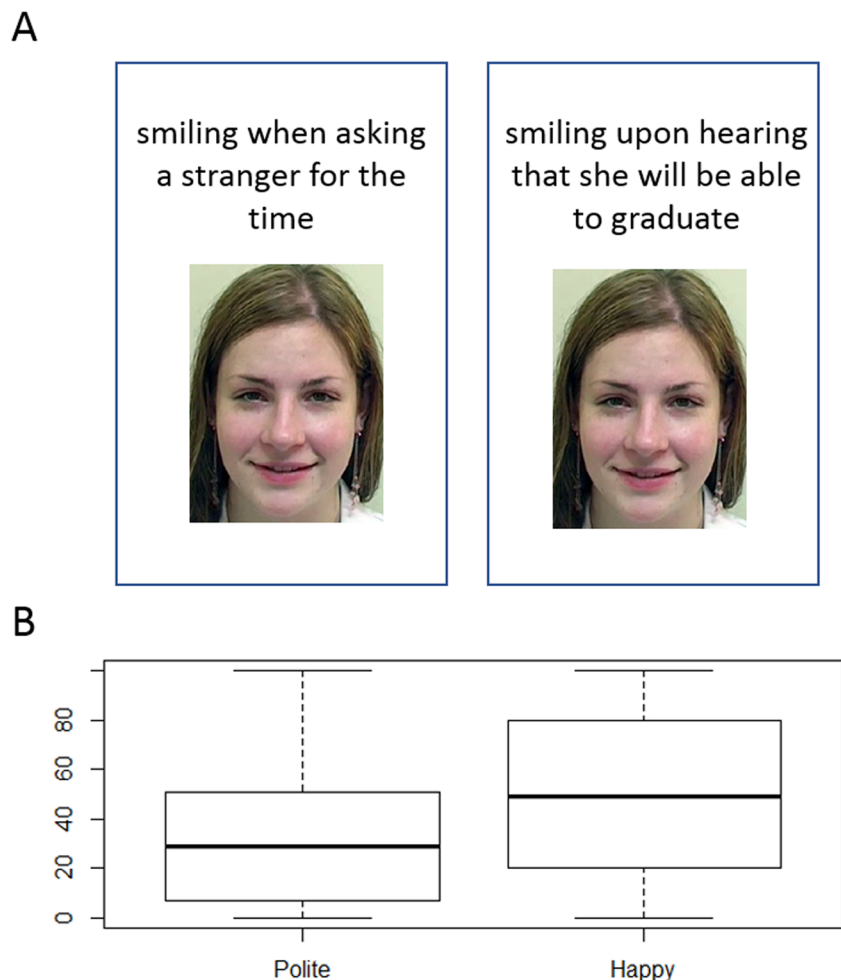 A
smiling when asking
a stranger for the
time
smiling upon hearing
that she will be able
to graduate
B
80
60
40
20
0
Polite
Happy